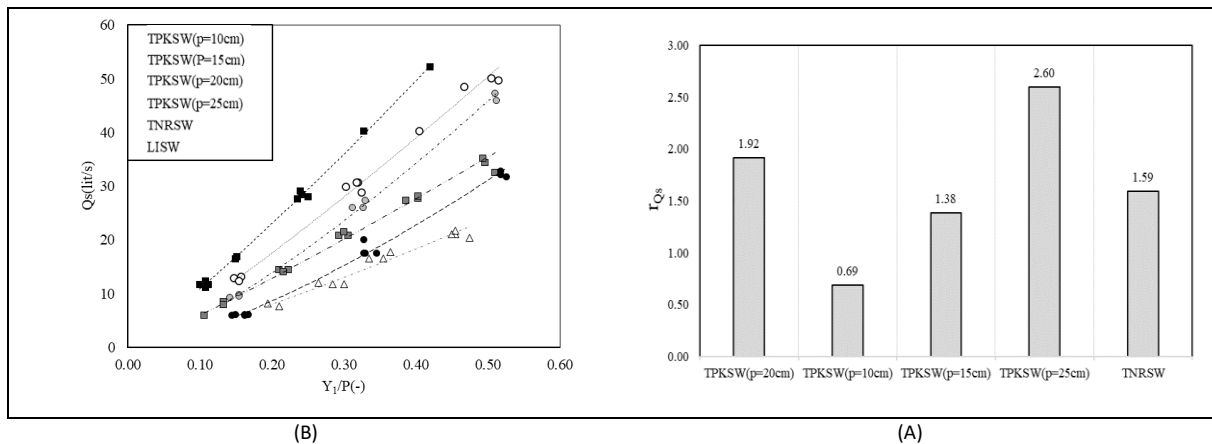 60
50
40
30
20
10
0
Qs(lit/s)
TPKSW(p=10cm)
TPKSW(P=15cm)
TPKSW(p=20cm)
TPKSW(p=25cm)
TNRSW
LISW
0.00 0.10 0.20 0.30 0.40 0.50 0.60
Y1/P(-)
(B)
3.00
2.50
2.00
1.50
1.00
0.50
0.00
rQs
1.92
0.69
1.38
2.60
1.59
TPKSW(p=20cm) TPKSW(p=10cm) TPKSW(p=15cm) TPKSW(p=25cm) TNRSW
(A)